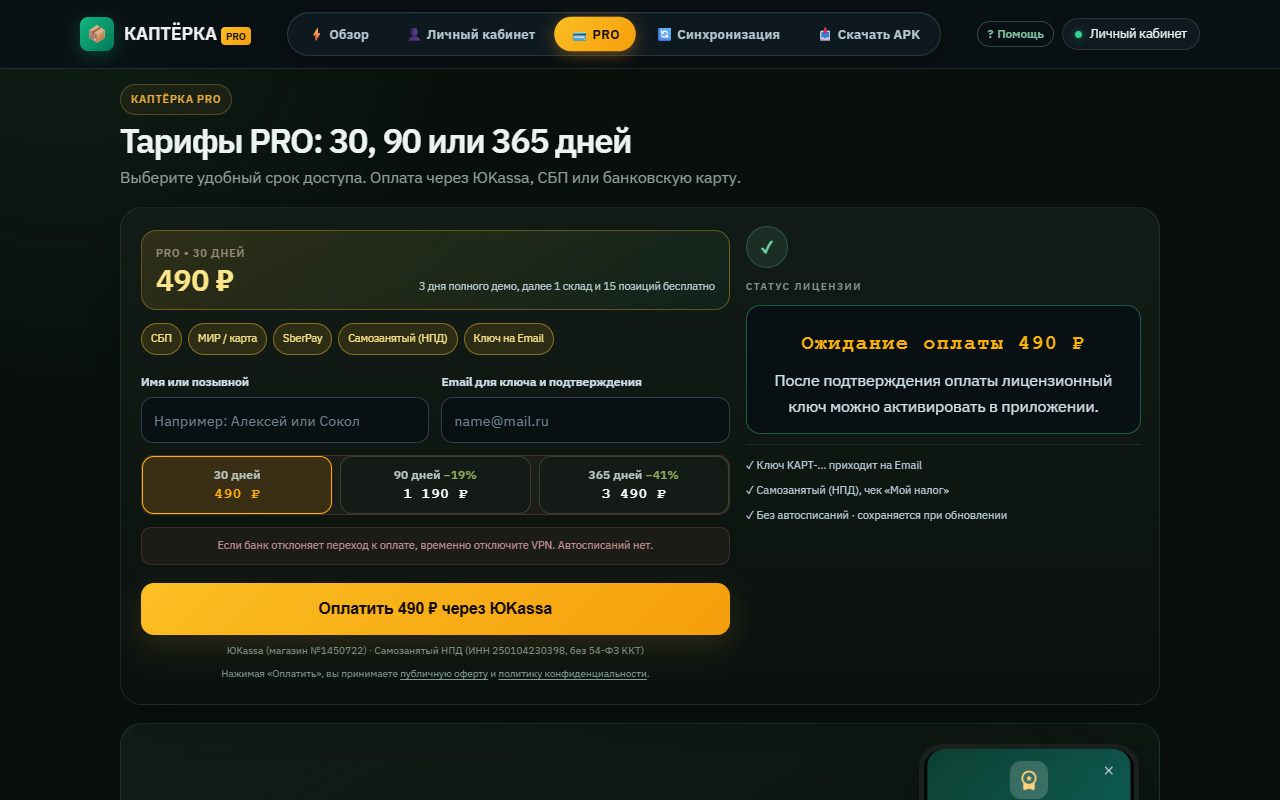 КАПТЁРКА PRO
Обзор
Личный кабинет
PRO
Синхронизация
Скачать APK
? Помощь
Личный кабинет
КАПТЁРКА PRO
Тарифы PRO: 30, 90 или 365 дней
Выберите удобный срок доступа. Оплата через ЮKassa, СБП или банковскую карту.
PRO • 30 ДНЕЙ
490 ₽
3 дня полного демо, далее 1 склад и 15 позиций бесплатно
СБП
МИР / карта
SberPay
Самозанятый (НПД)
Ключ на Email
Имя или позывной
Email для ключа и подтверждения
Например: Алексей или Сокол
name@mail.ru
30 дней
490 ₽
90 дней −19%
1 190 ₽
365 дней −41%
3 490 ₽
Если банк отклоняет переход к оплате, временно отключите VPN. Автосписаний нет.
Оплатить 490 ₽ через ЮKassa
ЮKassa (магазин №1450722) · Самозанятый НПД (ИНН 250104230398, без 54-ФЗ ККТ)
Нажимая «Оплатить», вы принимаете публичную оферту и политику конфиденциальности.
✓
СТАТУС ЛИЦЕНЗИИ
Ожидание оплаты 490 ₽
После подтверждения оплаты лицензионный
ключ можно активировать в приложении.
✓ Ключ КАРТ-… приходит на Email
✓ Самозанятый (НПД), чек «Мой налог»
✓ Без автосписаний · сохраняется при обновлении
×